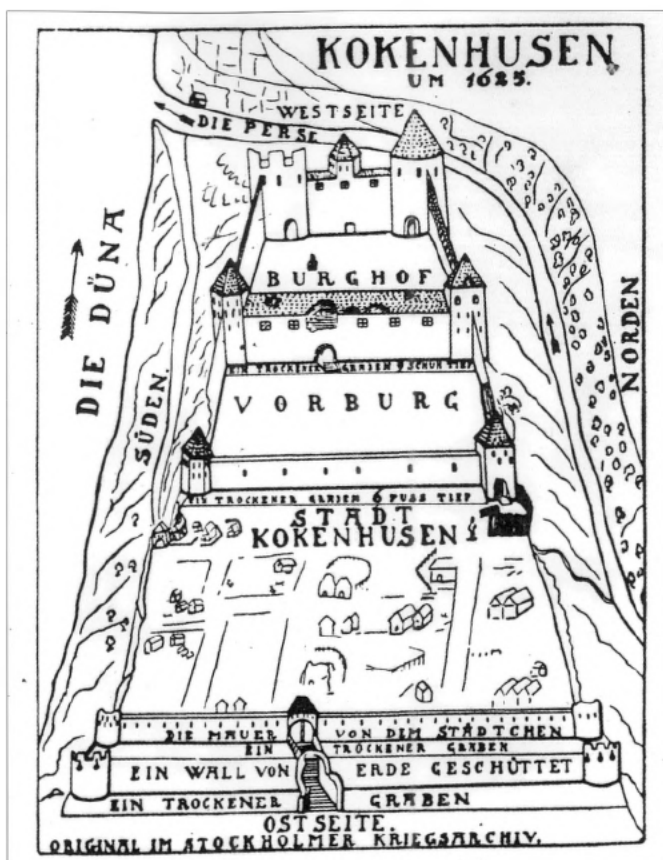 KOKENHUSEN
UM 1625.
WESTSEITE
DIE PERSE
DIE DÜNA
SÜDEN.
NORDEN
BURGHOF
EIN TROCKENER GRABEN 9 SCHUH TIEF
VORBURG
EIN TROCKENER GRABEN 6 FUSS TIEF
STADT
KOKENHUSEN
DIE MAUER VON DEM STÄDTCHEN
EIN TROCKENER GRABEN
EIN WALL VON ERDE GESCHÜTTET
EIN TROCKENER GRABEN
OSTSEITE.
ORIGINAL IM STOCKHOLMER KRIEGSARCHIV.